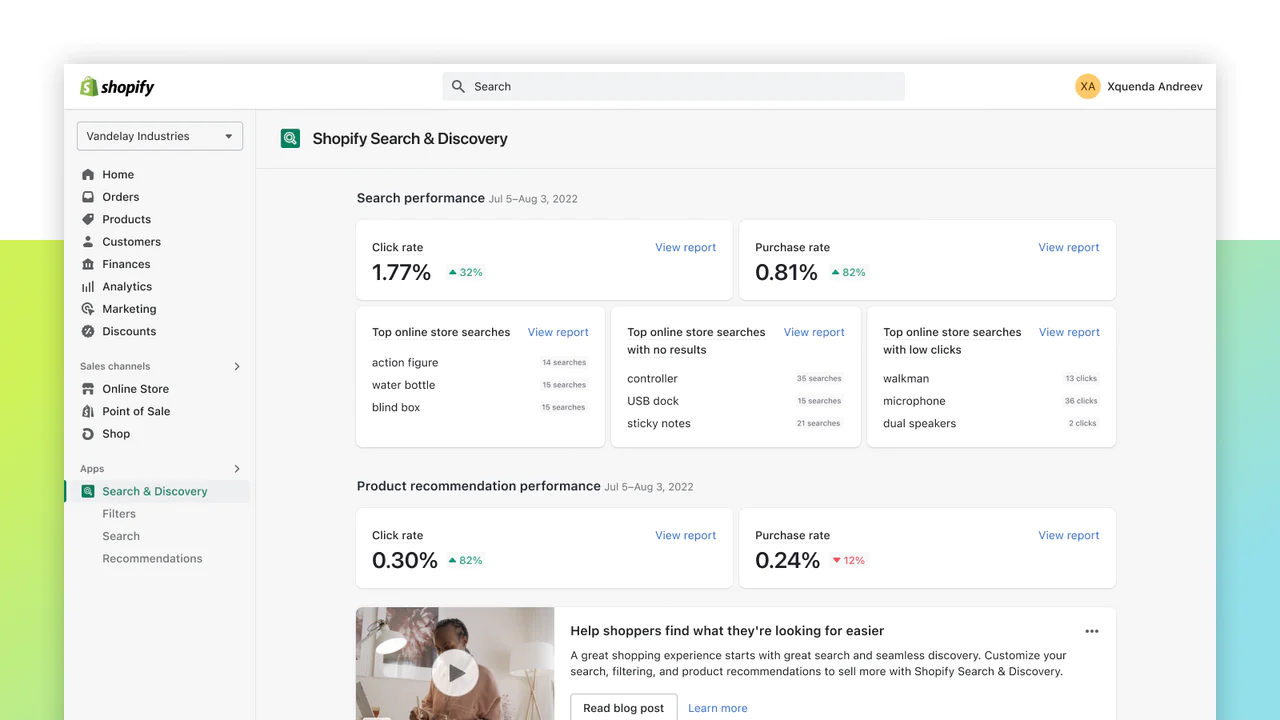 shopify
Search
XA
Xquenda Andreev
Vandelay Industries
Home
Orders
Products
Customers
Finances
Analytics
Marketing
Discounts
Sales channels
Online Store
Point of Sale
Shop
Apps
Search & Discovery
Filters
Search
Recommendations
Shopify Search & Discovery
Search performance Jul 5–Aug 3, 2022
Click rate
View report
1.77% 32%
Purchase rate
View report
0.81% 82%
Top online store searches
View report
action figure 14 searches
water bottle 15 searches
blind box 15 searches
Top online store searches
with no results
View report
controller 35 searches
USB dock 15 searches
sticky notes 21 searches
Top online store searches
with low clicks
View report
walkman 13 clicks
microphone 36 clicks
dual speakers 2 clicks
Product recommendation performance Jul 5–Aug 3, 2022
Click rate
View report
0.30% 82%
Purchase rate
View report
0.24% 12%
Help shoppers find what they're looking for easier
A great shopping experience starts with great search and seamless discovery. Customize your
search, filtering, and product recommendations to sell more with Shopify Search & Discovery.
Read blog post
Learn more